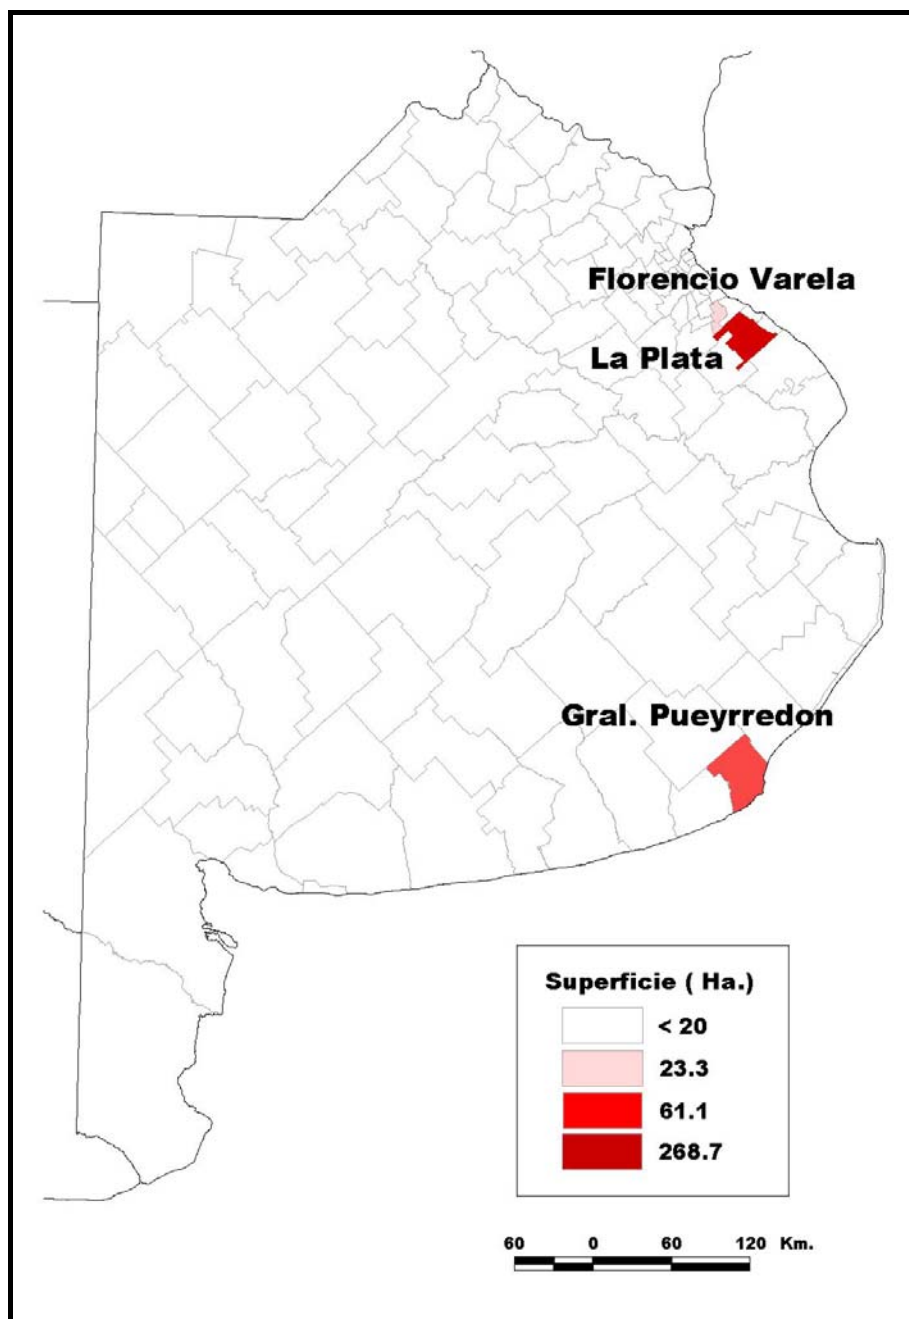 Florencio Varela
La Plata
Gral. Pueyrredon
Superficie ( Ha.)
< 20
23.3
61.1
268.7
60 0 60 120 Km.